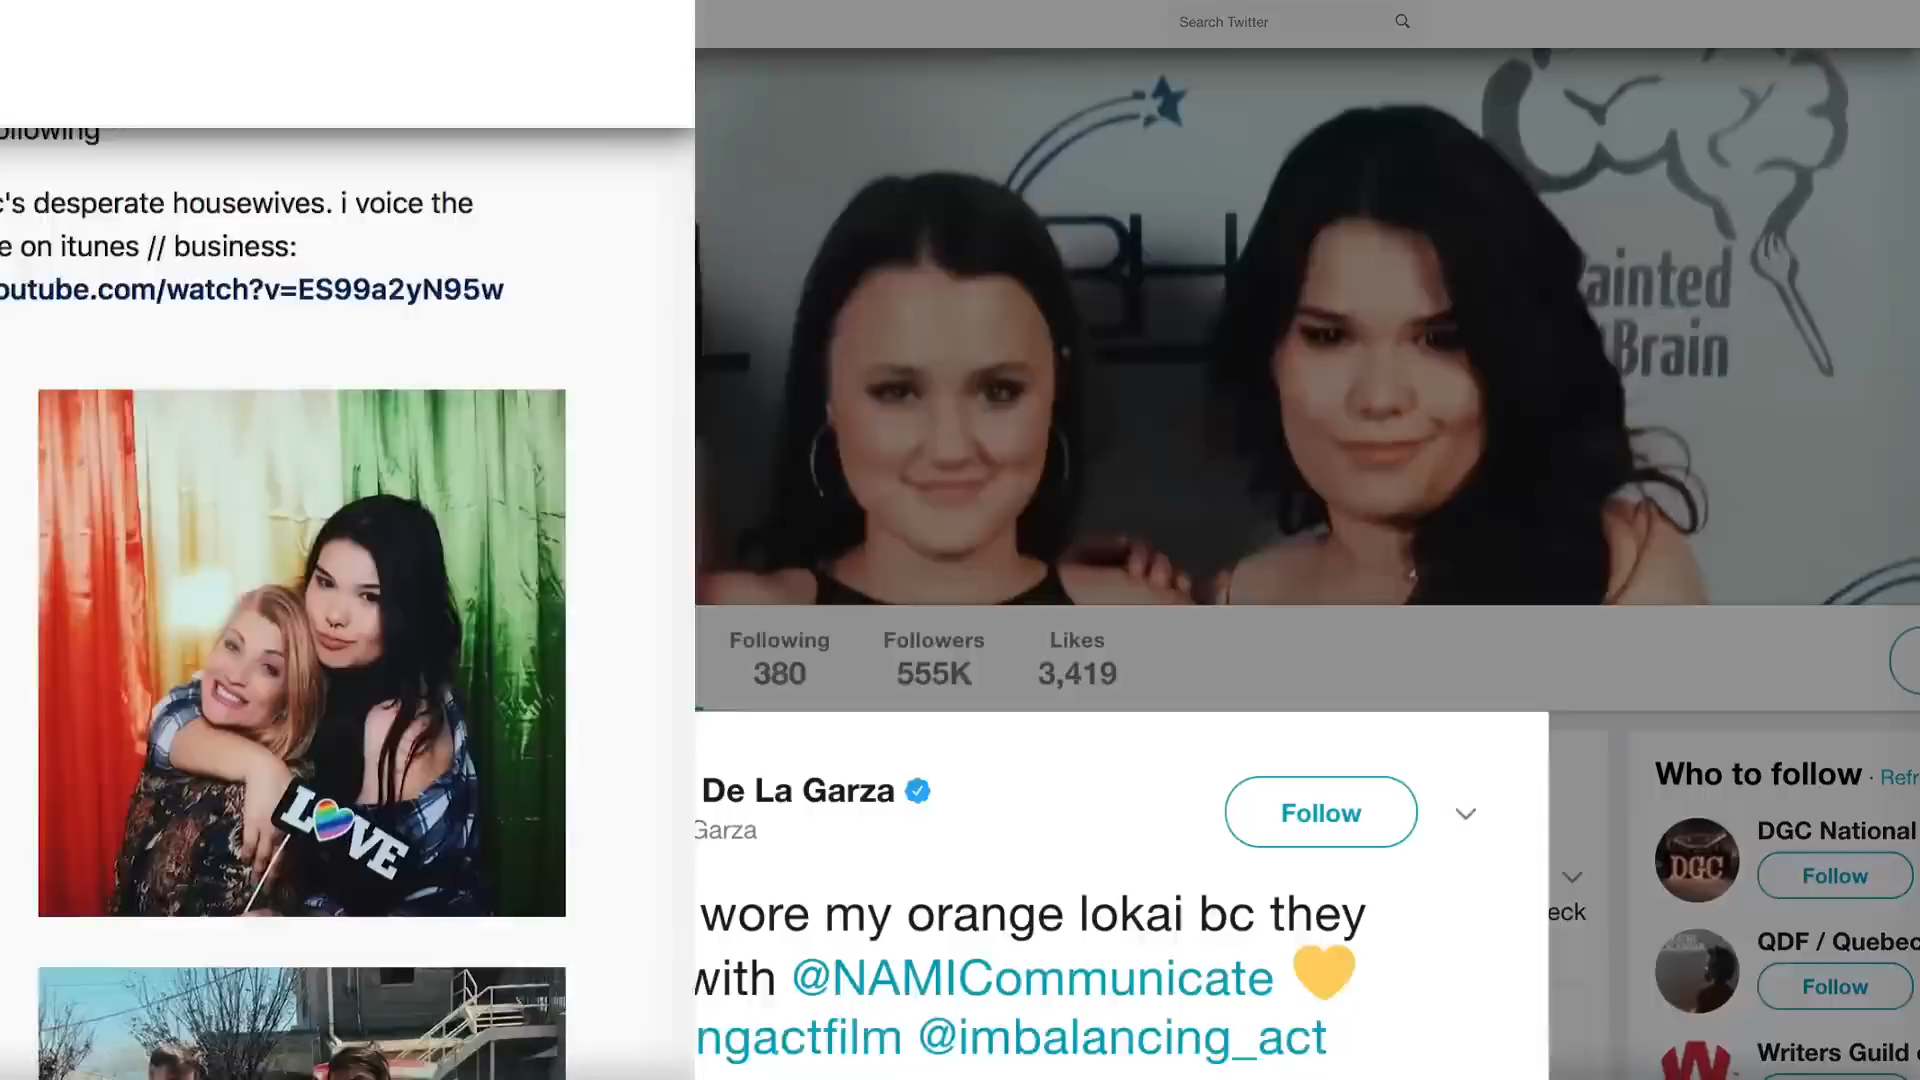 ollowing
c's desperate housewives. i voice the
e on itunes // business:
outube.com/watch?v=ES99a2yN95w
LOVE
Search Twitter
ainted
Brain
Following
Followers
Likes
380
555K
3,419
De La Garza
Garza
Follow
wore my orange lokai bc they
with @NAMICommunicate
ngactfilm @imbalancing_act
eck
Who to follow · Refr
DGC
DGC National
Follow
QDF / Quebec
Follow
Writers Guild